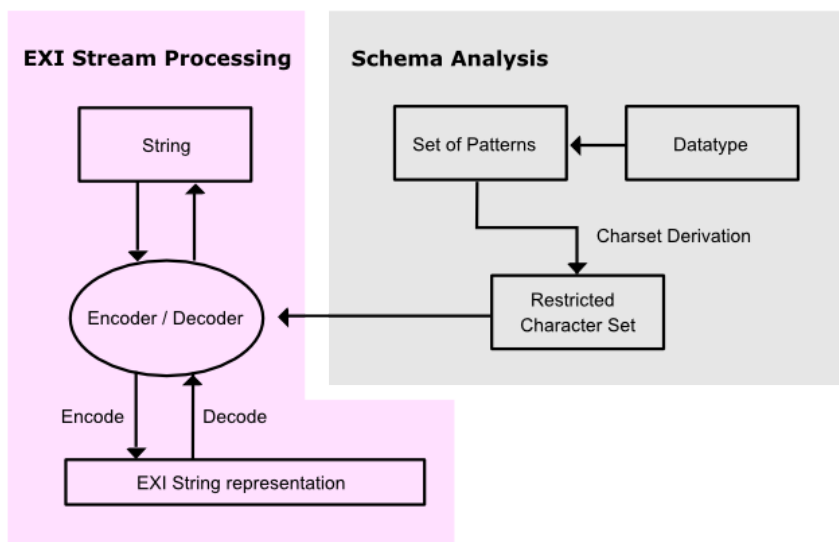 EXI Stream Processing
Schema Analysis
String
Set of Patterns
Datatype
Charset Derivation
Restricted
Character Set
Encoder / Decoder
Encode
Decode
EXI String representation